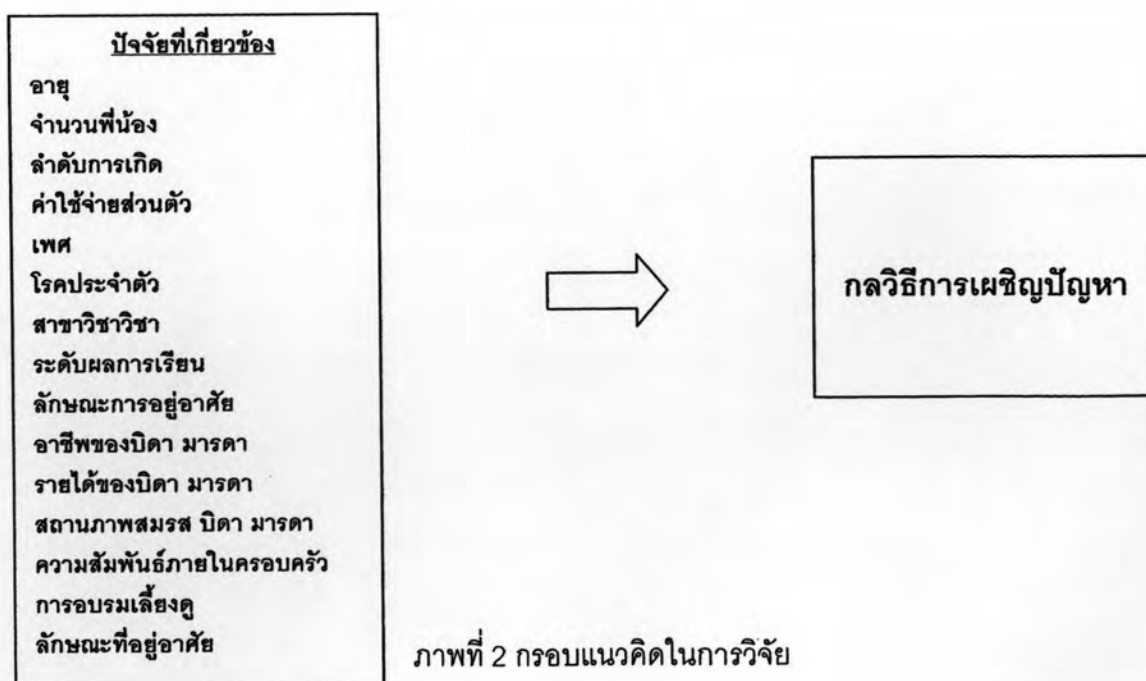 ปัจจัยที่เกี่ยวข้อง
อายุ
จำนวนพี่น้อง
ลำดับการเกิด
ค่าใช้จ่ายส่วนตัว
เพศ
โรคประจำตัว
สาขาวิชาวิชา
ระดับผลการเรียน
ลักษณะการอยู่อาศัย
อาชีพของบิดา มารดา
รายได้ของบิดา มารดา
สถานภาพสมรส บิดา มารดา
ความสัมพันธ์ภายในครอบครัว
การอบรมเลี้ยงดู
ลักษณะที่อยู่อาศัย
กลวิธีการเผชิญปัญหา
ภาพที่ 2 กรอบแนวคิดในการวิจัย